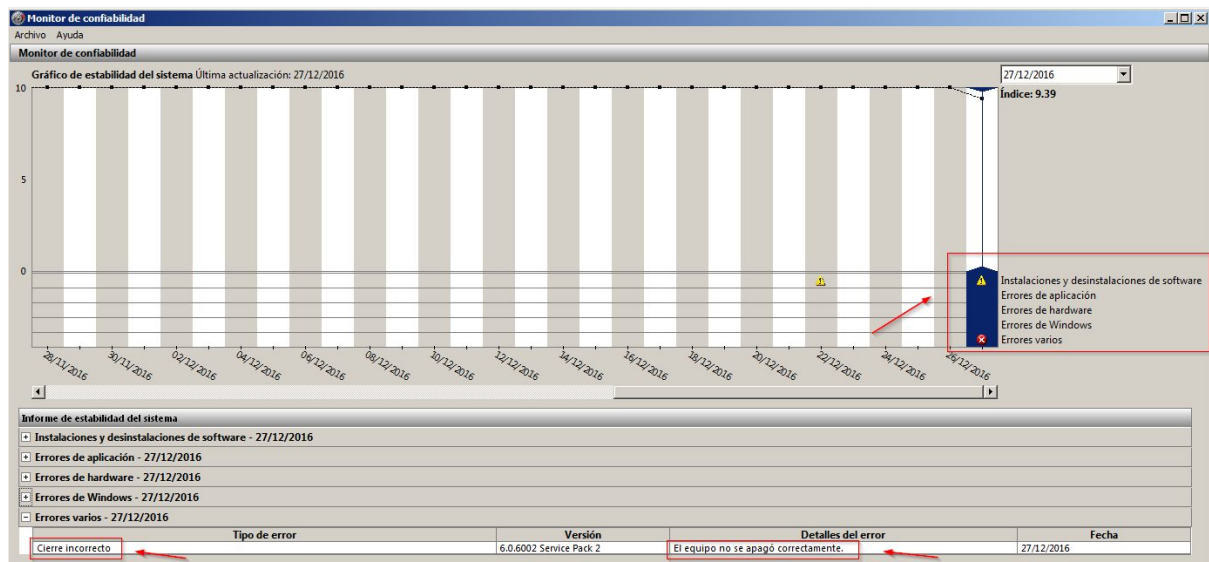 Monitor de confiabilidad
Archivo Ayuda
Monitor de confiabilidad
Gráfico de estabilidad del sistema Última actualización: 27/12/2016
27/12/2016
10
Índice: 9.39
5
0
Instalaciones y desinstalaciones de software
Errores de aplicación
Errores de hardware
Errores de Windows
Errores varios
28/11/2016 30/11/2016 02/12/2016 04/12/2016 06/12/2016 08/12/2016 10/12/2016 12/12/2016 14/12/2016 16/12/2016 18/12/2016 20/12/2016 22/12/2016 24/12/2016 26/12/2016
Informe de estabilidad del sistema
Instalaciones y desinstalaciones de software - 27/12/2016
Errores de aplicación - 27/12/2016
Errores de hardware - 27/12/2016
Errores de Windows - 27/12/2016
Errores varios - 27/12/2016
Tipo de error Versión Detalles del error Fecha
Cierre incorrecto 6.0.6002 Service Pack 2 El equipo no se apagó correctamente. 27/12/2016